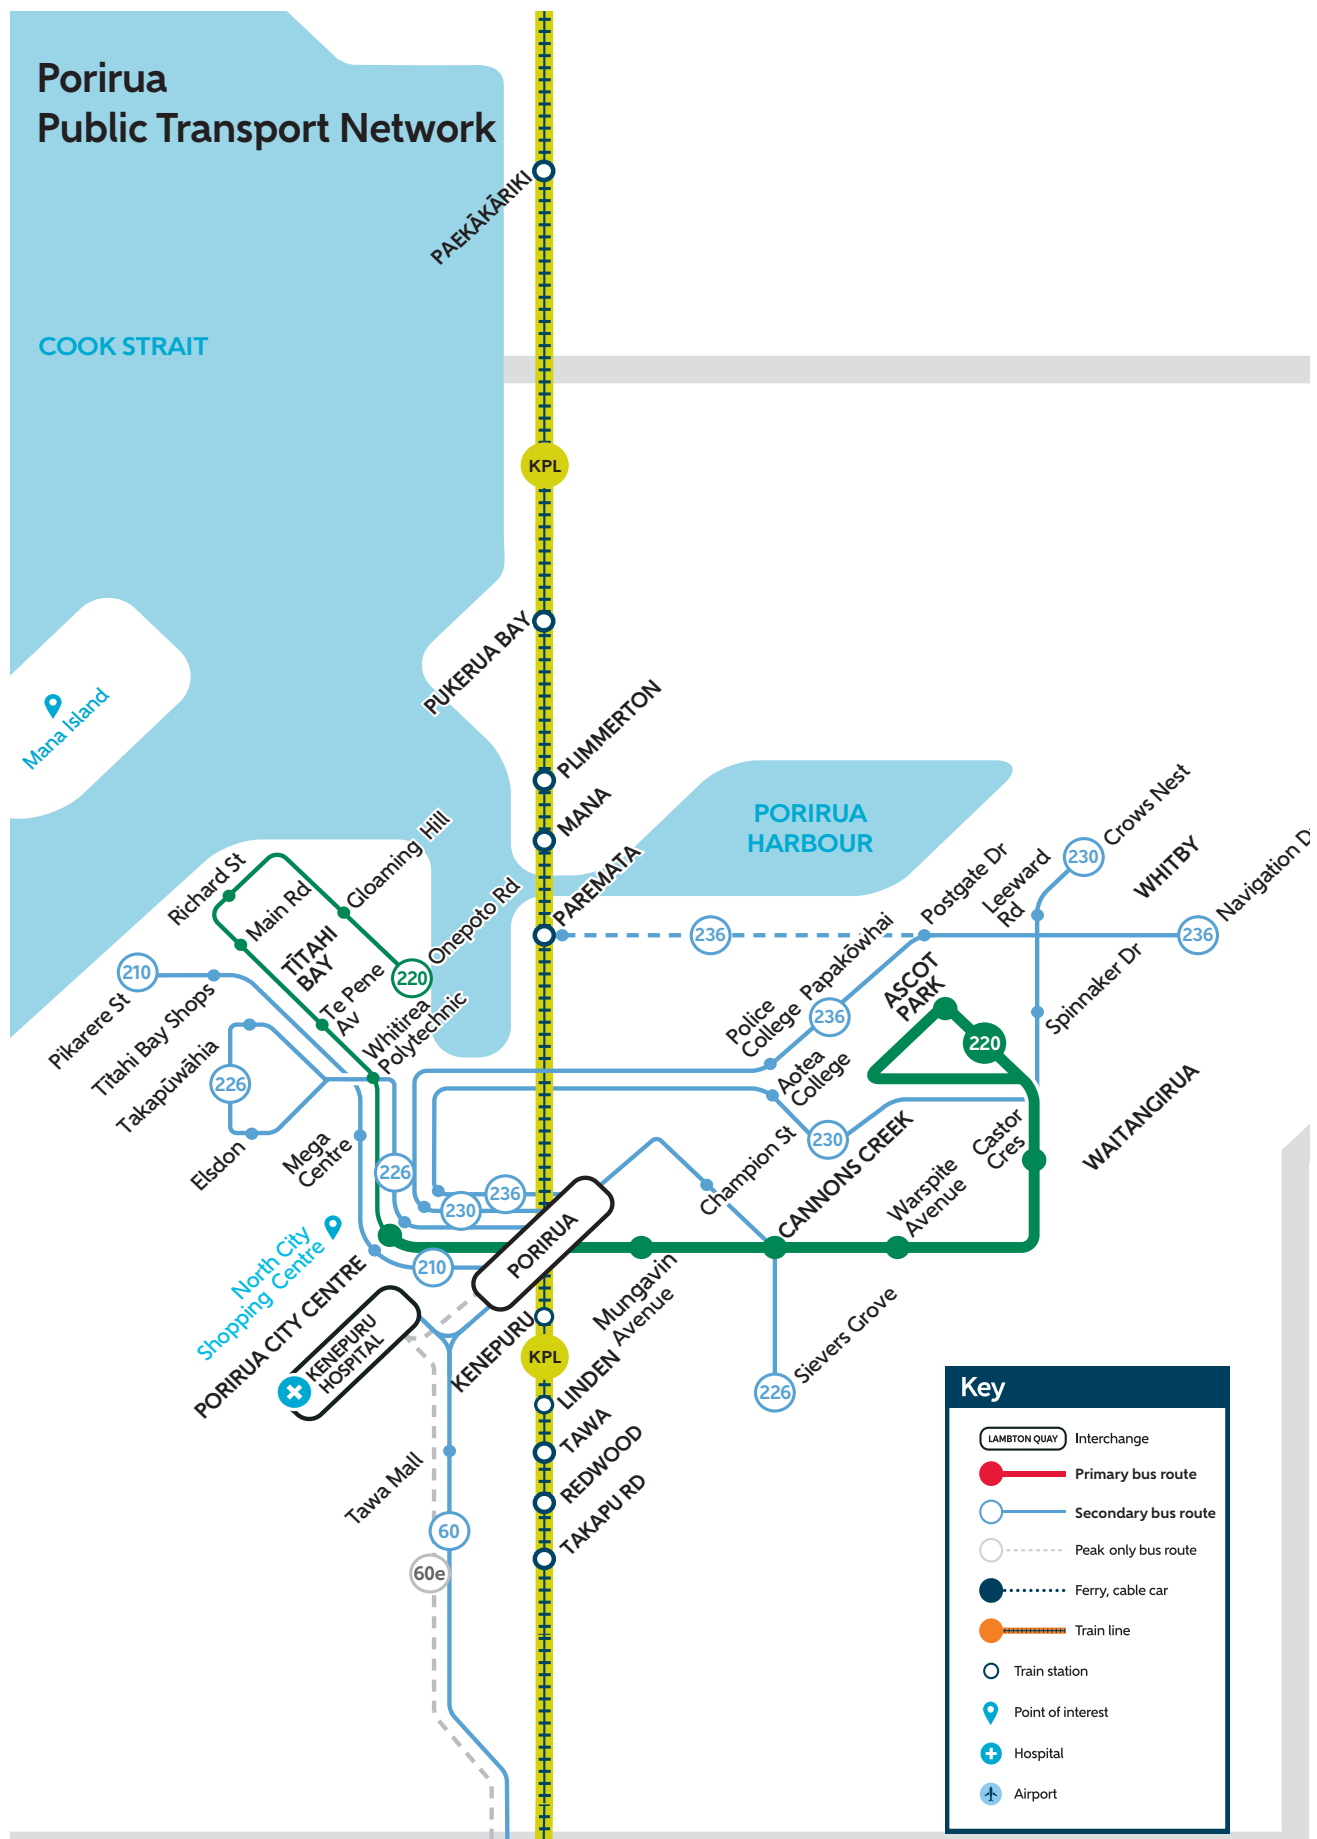 Porirua
Public Transport Network
PAEKĀKĀRIKI
COOK STRAIT
KPL
PUKERUA BAY
Mana Island
PLIMMERTON
MANA
PORIRUA
HARBOUR
PAREMATA
Crows Nest
230
WHITBY
Navigation D
Leeward
Rd
Postgate Dr
236
236
Papakōwhai
236
Spinnaker Dr
Richard St
Main Rd
Gloaming Hill
Onepoto Rd
TĪTAHI
BAY
220
210
Pikarere St
Titahi Bay Shops
Te Pene
Av
Whitirea
Polytechnic
Takapūwāhia
226
Elsdon
Mega
Centre
226
Police
College
Aotea
College
230
ASCOT
PARK
220
WAITANGIRUA
Castor
Cres
CANNONS CREEK
Champion St
Warspite
Avenue
236
230
210
PORIRUA
North City
Shopping Centre
PORIRUA CITY CENTRE
KENEPURU
HOSPITAL
Mungavin
Avenue
Sievers Grove
226
KENEPURU
KPL
LINDEN
TAWA
REDWOOD
TAKAPU RD
Tawa Mall
60
60e
Key
LAMBTON QUAY
Interchange
Primary bus route
Secondary bus route
Peak only bus route
Ferry, cable car
Train line
Train station
Point of interest
Hospital
Airport